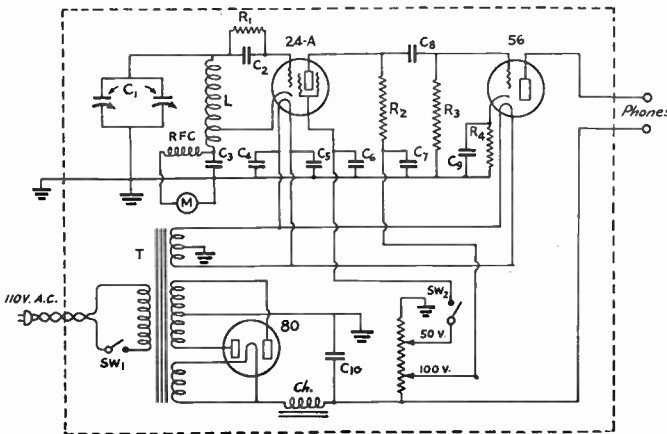 R1
24-A
C8
56
C2
C1
L
R2
R3
R4
Phones
RFC
C3
C4
C5
C6
C7
C9
M
T
110V. A.C.
SW1
80
C10
Ch.
SW2
50 V.
100 V.